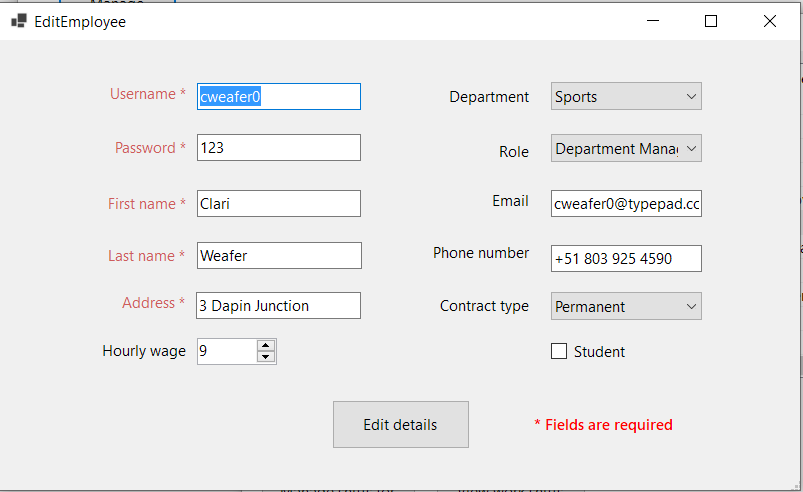 Manage
EditEmployee
Username * cweafer0 Department Sports
Password * 123 Role Department Manag
First name * Clari Email cweafer0@typepad.cc
Last name * Weafer Phone number +51 803 925 4590
Address * 3 Dapin Junction Contract type Permanent
Hourly wage 9 Student
Edit details * Fields are required